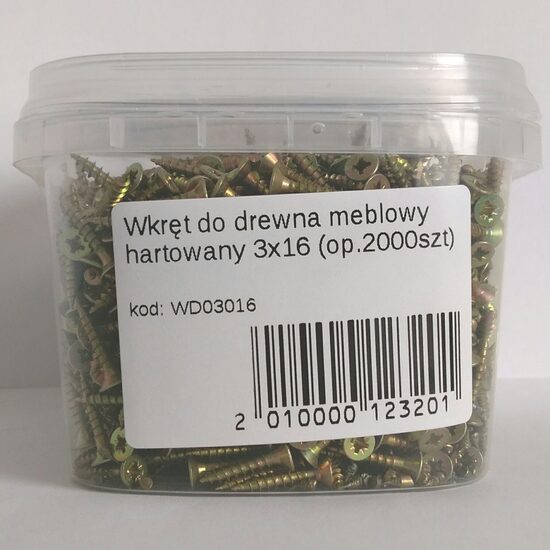 Wkręt do drewna meblowy
hartowany 3x16 (op.2000szt)
kod: WD03016
2 010000 123201